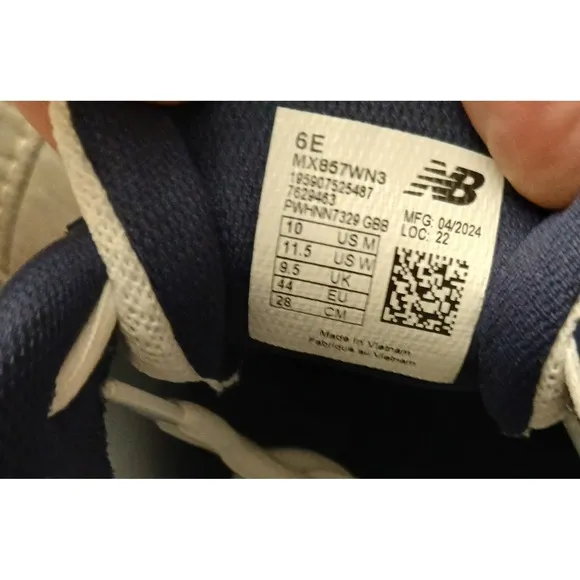 6E
MX857WN3
195907525487
7629463
PWHNN7329 GBB
NB
MFG: 04/2024
LOC: 22
10 US M
11.5 US W
9.5 UK
44 EU
28 CM
Made in Vietnam
Fabriqué au Vietnam